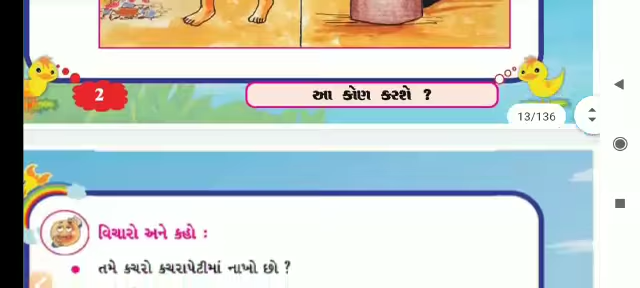 2
આ કોણ કરશે ?
13/136
વિચારો અને કહો :
• તમે કચરો કચરાપેટીમાં નાખો છો ?